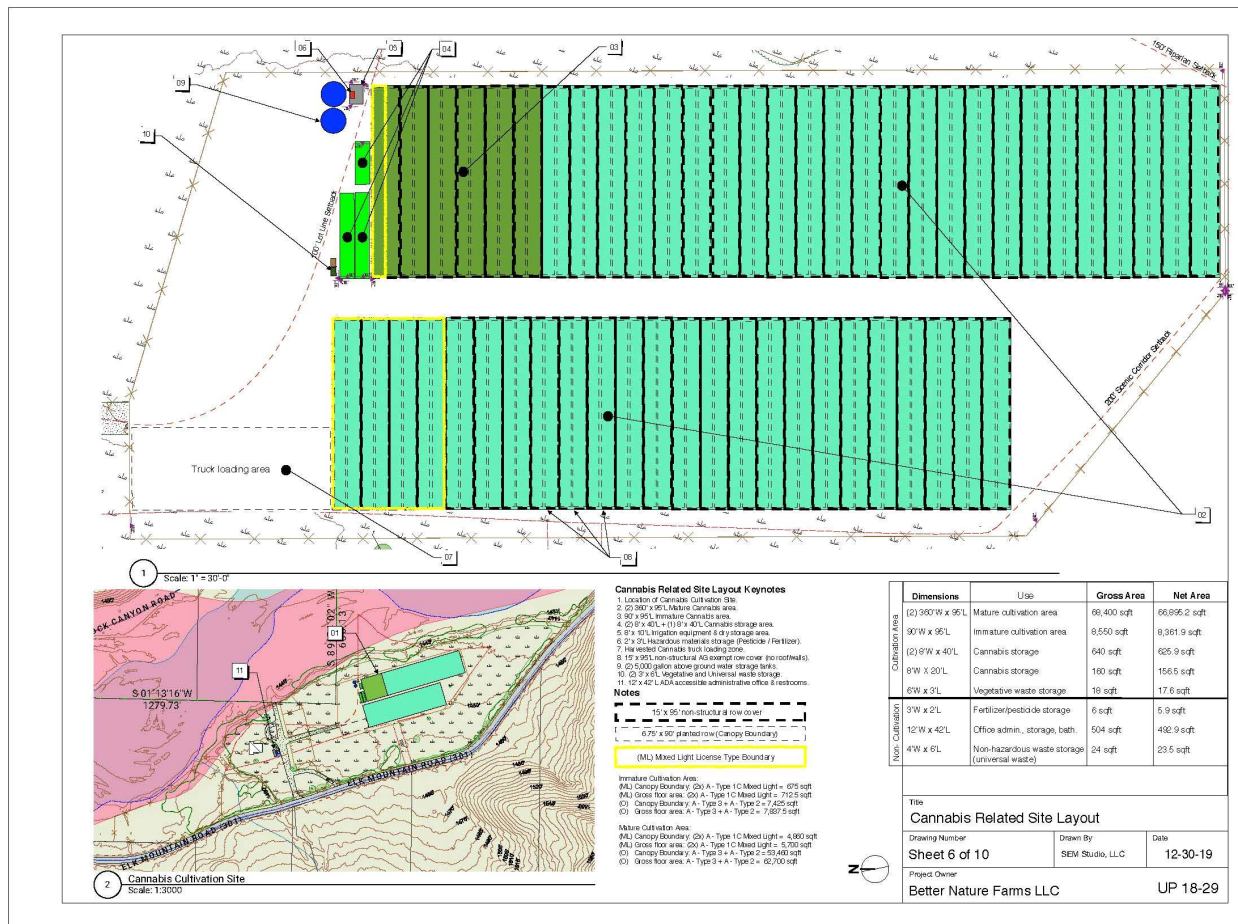 06
05
04
03
150' Riparian Setback
09
10
100' Lot Line Setback
200' Scenic Corridor Setback
Truck loading area
02
07
08
1
Scale: 1" = 30'-0"
OCK CANYON ROAD
S 89
02" W
6
.13'
01
11
S 01°13'16" W
1279.73
ELK MOUNTAIN ROAD (301)
ELK MOUNTAIN ROAD (301)
2
Cannabis Cultivation Site
Scale: 1:3000
Cannabis Related Site Layout Keynotes
1. Location of Cannabis Cultivation Site.
2. (2) 360' x 95'L Mature Cannabis area.
3. 90' x 95'L Immature Cannabis area.
4. (2) 8' x 40'L + (1) 8' x 40'L Cannabis storage area.
5. 8' x 10'L Irrigation equipment & dry storage area.
6. 2' x 3'L Hazardous materials storage (Pesticide / Fertilizer).
7. Harvested Cannabis truck loading zone.
8. 15' x 95'L non-structural AG exempt row cover (no roof/walls).
9. (2) 5,000 gallon above ground water storage tanks.
10. (2) 3' x 6'L Vegetative and Universal waste storage.
11. 12' x 42'L ADA accessible administrative office & restrooms.
Notes
15' x 95' non-structural row cover
6.75' x 90' planted row (Canopy Boundary)
(ML) Mixed Light License Type Boundary
Immature Cultivation Area:
(ML) Canopy Boundary: (2x) A - Type 1C Mixed Light = 675 sqft
(ML) Gross floor area: (2x) A - Type 1C Mixed Light = 712.5 sqft
(O) Canopy Boundary: A - Type 3 + A - Type 2 = 7,425 sqft
(O) Gross floor area: A - Type 3 + A - Type 2 = 7,837.5 sqft
Mature Cultivation Area:
(ML) Canopy Boundary: (2x) A - Type 1C Mixed Light = 4,860 sqft
(ML) Gross floor area: (2x) A - Type 1C Mixed Light = 5,700 sqft
(O) Canopy Boundary: A - Type 3 + A - Type 2 = 53,460 sqft
(O) Gross floor area: A - Type 3 + A - Type 2 = 62,700 sqft
N
Dimensions Use Gross Area Net Area
Cultivation Area
(2) 360'W x 95'L Mature cultivation area 68,400 sqft 66,895.2 sqft
90'W x 95'L Immature cultivation area 8,550 sqft 8,361.9 sqft
(2) 8'W x 40'L Cannabis storage 640 sqft 625.9 sqft
8'W X 20'L Cannabis storage 160 sqft 156.5 sqft
6'W x 3'L Vegetative waste storage 18 sqft 17.6 sqft
Non- Cultivation
3'W x 2'L Fertilizer/pesticide storage 6 sqft 5.9 sqft
12'W x 42'L Office admin., storage, bath. 504 sqft 492.9 sqft
4'W x 6'L Non-hazardous waste storage 24 sqft 23.5 sqft
(universal waste)
Title
Cannabis Related Site Layout
Drawing Number Drawn By Date
Sheet 6 of 10 SEM Studio, LLC 12-30-19
Project Owner
Better Nature Farms LLC UP 18-29